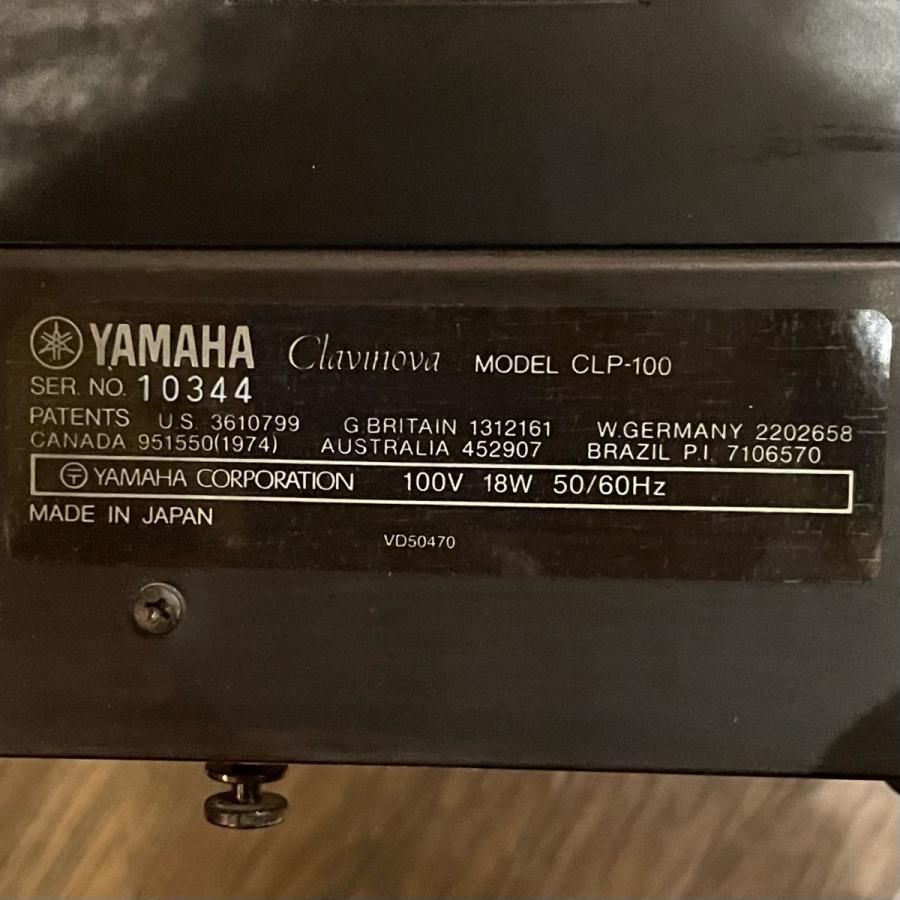 YAMAHA Clavinova MODEL CLP-100
SER. NO. 10344
PATENTS U.S. 3610799 G.BRITAIN 1312161 W.GERMANY 2202658
CANADA 951550(1974) AUSTRALIA 452907 BRAZIL P.I. 7106570
〒 YAMAHA CORPORATION 100V 18W 50/60Hz
MADE IN JAPAN
VD50470